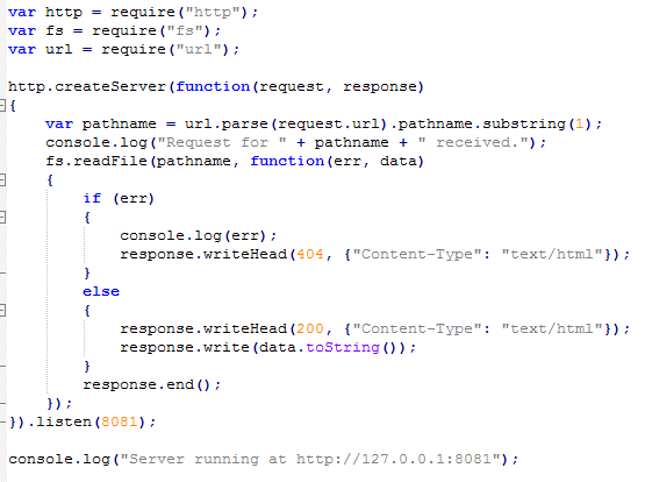 var http = require("http");
var fs = require("fs");
var url = require("url");

http.createServer(function(request, response)
{
    var pathname = url.parse(request.url).pathname.substring(1);
    console.log("Request for " + pathname + " received.");
    fs.readFile(pathname, function(err, data)
    {
        if (err)
        {
            console.log(err);
            response.writeHead(404, {"Content-Type": "text/html"});
        }
        else
        {
            response.writeHead(200, {"Content-Type": "text/html"});
            response.write(data.toString());
        }
        response.end();
    });
}).listen(8081);

console.log("Server running at http://127.0.0.1:8081");